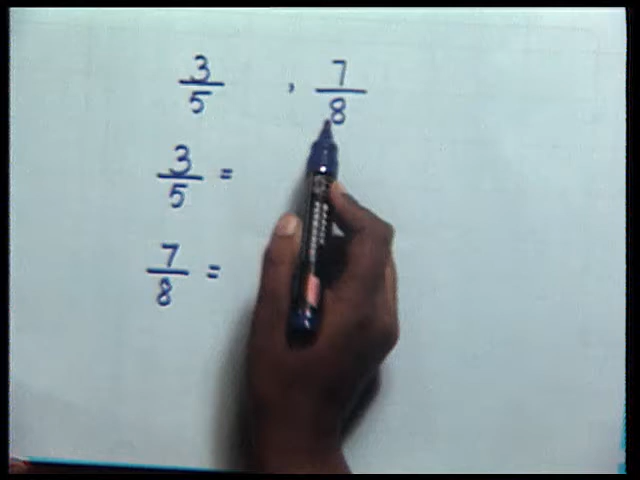 3/5 , 7/8
3/5 =
7/8 =